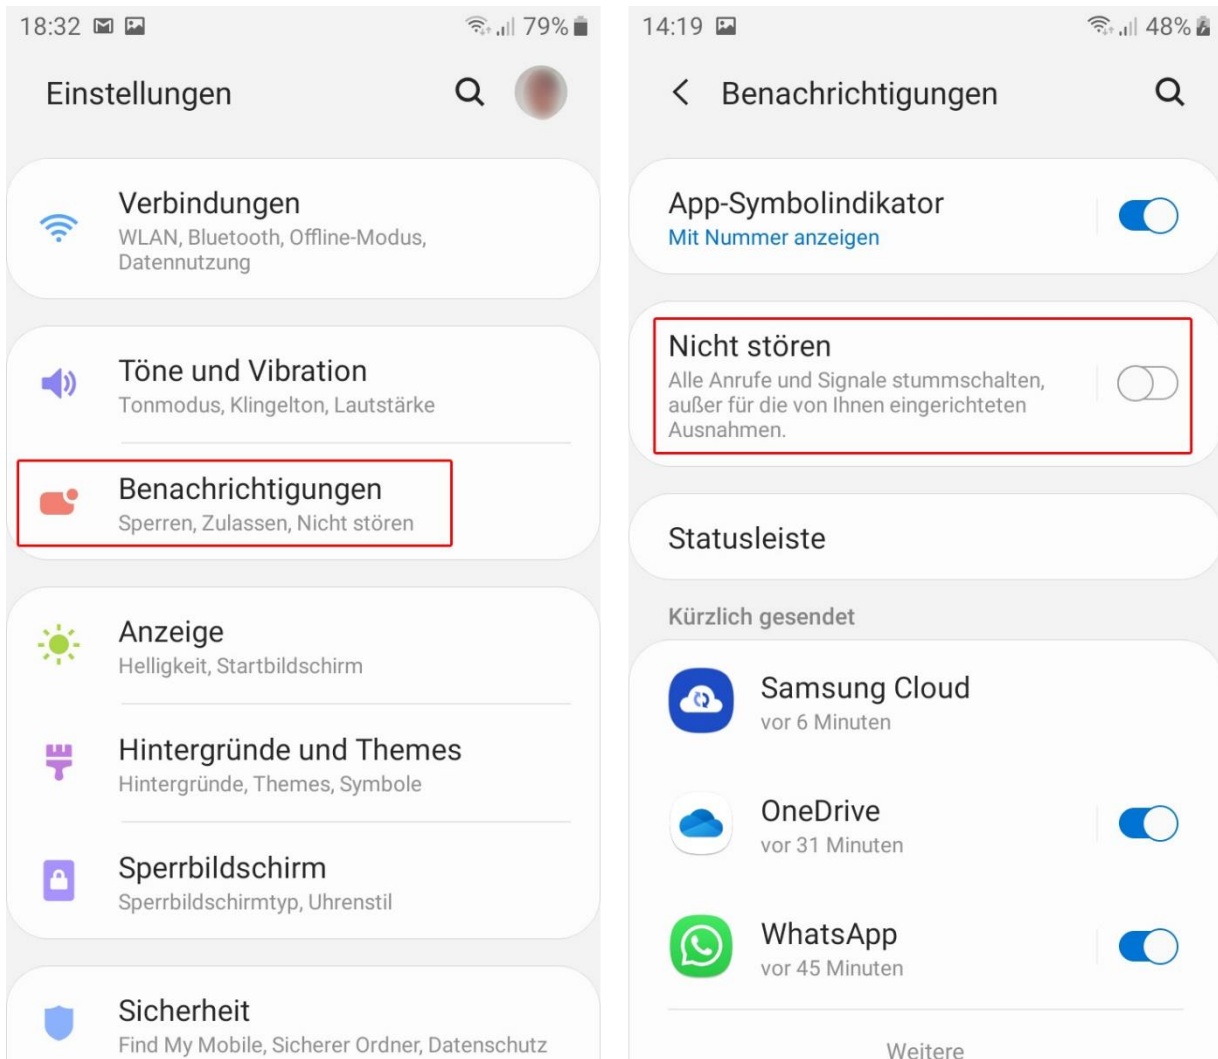 18:32
79%
Einstellungen
Verbindungen
WLAN, Bluetooth, Offline-Modus,
Datennutzung
Töne und Vibration
Tonmodus, Klingelton, Lautstärke
Benachrichtigungen
Sperren, Zulassen, Nicht stören
Anzeige
Helligkeit, Startbildschirm
Hintergründe und Themes
Hintergründe, Themes, Symbole
Sperrbildschirm
Sperrbildschirmtyp, Uhrenstil
Sicherheit
Find My Mobile, Sicherer Ordner, Datenschutz
14:19
48%
Benachrichtigungen
App-Symbolindikator
Mit Nummer anzeigen
Nicht stören
Alle Anrufe und Signale stummschalten,
außer für die von Ihnen eingerichteten
Ausnahmen.
Statusleiste
Kürzlich gesendet
Samsung Cloud
vor 6 Minuten
OneDrive
vor 31 Minuten
WhatsApp
vor 45 Minuten
Weitere